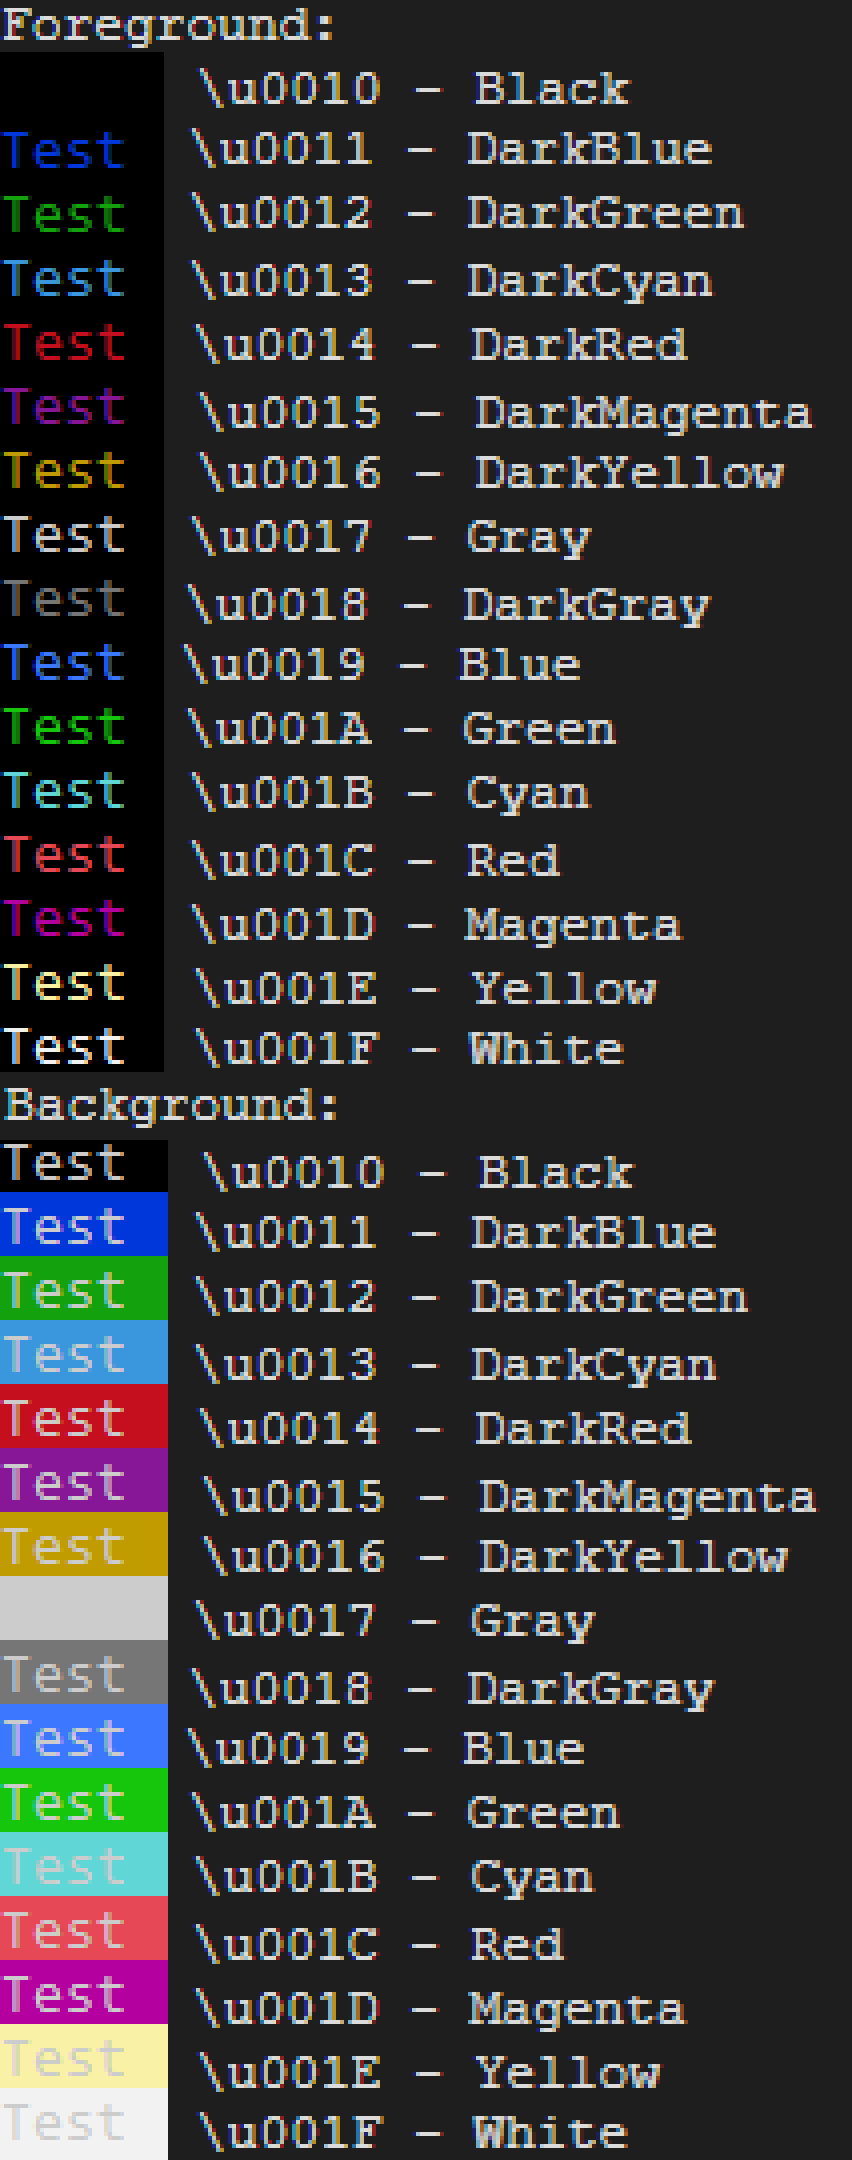 Foreground:
\u0010 – Black
Test \u0011 – DarkBlue
Test \u0012 – DarkGreen
Test \u0013 – DarkCyan
Test \u0014 – DarkRed
Test \u0015 – DarkMagenta
Test \u0016 – DarkYellow
Test \u0017 – Gray
Test \u0018 – DarkGray
Test \u0019 – Blue
Test \u001A – Green
Test \u001B – Cyan
Test \u001C – Red
Test \u001D – Magenta
Test \u001E – Yellow
Test \u001F – White
Background:
Test \u0010 – Black
Test \u0011 – DarkBlue
Test \u0012 – DarkGreen
Test \u0013 – DarkCyan
Test \u0014 – DarkRed
Test \u0015 – DarkMagenta
Test \u0016 – DarkYellow
\u0017 – Gray
Test \u0018 – DarkGray
Test \u0019 – Blue
Test \u001A – Green
Test \u001B – Cyan
Test \u001C – Red
Test \u001D – Magenta
Test \u001E – Yellow
Test \u001F – White